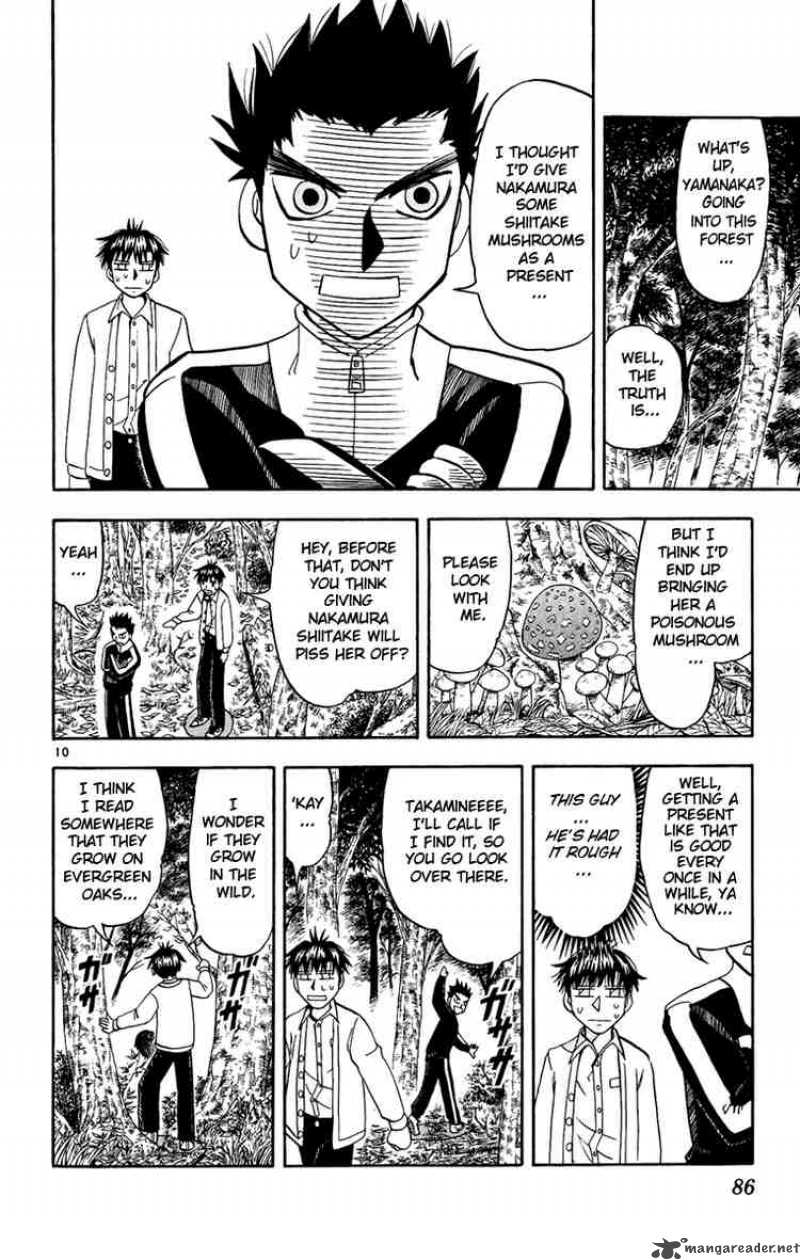 WHAT'S
UP,
YAMANAKA?
GOING
INTO THIS
FOREST
...
WELL,
THE
TRUTH
IS...
I THOUGHT
I'D GIVE
NAKAMURA
SOME
SHIITAKE
MUSHROOMS
AS A
PRESENT
...
BUT I
THINK I'D
END UP
BRINGING
HER A
POISONOUS
MUSHROOM
...
PLEASE
LOOK
WITH
ME.
HEY, BEFORE
THAT, DON'T
YOU THINK
GIVING
NAKAMURA
SHIITAKE WILL
PISS HER OFF?
YEAH
...
10
WELL,
GETTING A
PRESENT
LIKE THAT
IS GOOD
EVERY
ONCE IN A
WHILE, YA
KNOW...
THIS GUY
...
HE'S HAD
IT ROUGH
...
TAKAMINEEEE,
I'LL CALL IF
I FIND IT, SO
YOU GO LOOK
OVER THERE.
'KAY
...
ガササ
I
WONDER
IF THEY
GROW
IN THE
WILD.
I THINK
I READ
SOMEWHERE
THAT THEY
GROW ON
EVERGREEN
OAKS...
ガサ
ガサ
86
mangareader.net